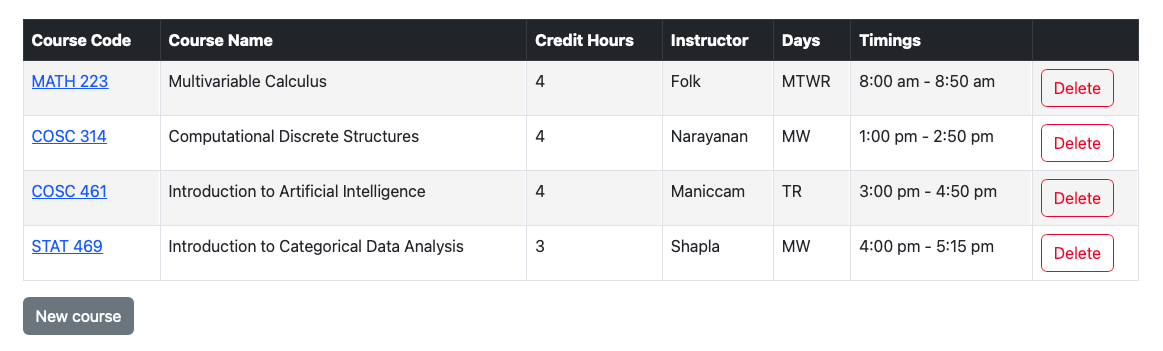 Course Code Course Name Credit Hours Instructor Days Timings
MATH 223 Multivariable Calculus 4 Folk MTWR 8:00 am - 8:50 am Delete
COSC 314 Computational Discrete Structures 4 Narayanan MW 1:00 pm - 2:50 pm Delete
COSC 461 Introduction to Artificial Intelligence 4 Maniccam TR 3:00 pm - 4:50 pm Delete
STAT 469 Introduction to Categorical Data Analysis 3 Shapla MW 4:00 pm - 5:15 pm Delete
New course